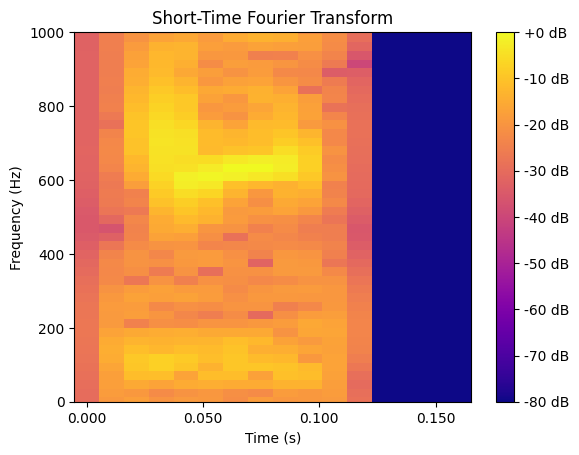 Short-Time Fourier Transform
1000
800
600
400
200
0
Frequency (Hz)
0.000
0.050
0.100
0.150
Time (s)
+0 dB
-10 dB
-20 dB
-30 dB
-40 dB
-50 dB
-60 dB
-70 dB
-80 dB